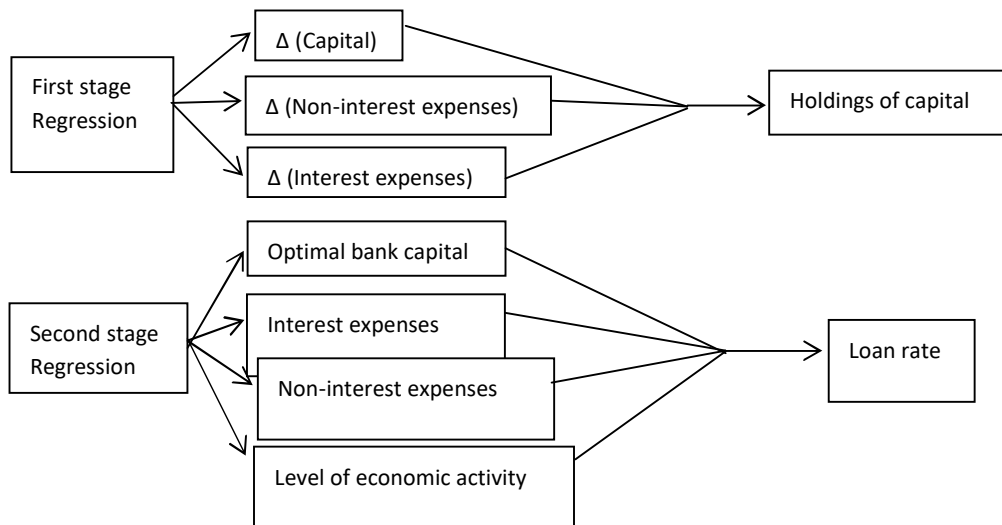 First stage
Regression
Δ (Capital)
Δ (Non-interest expenses)
Δ (Interest expenses)
Holdings of capital
Second stage
Regression
Optimal bank capital
Interest expenses
Non-interest expenses
Level of economic activity
Loan rate